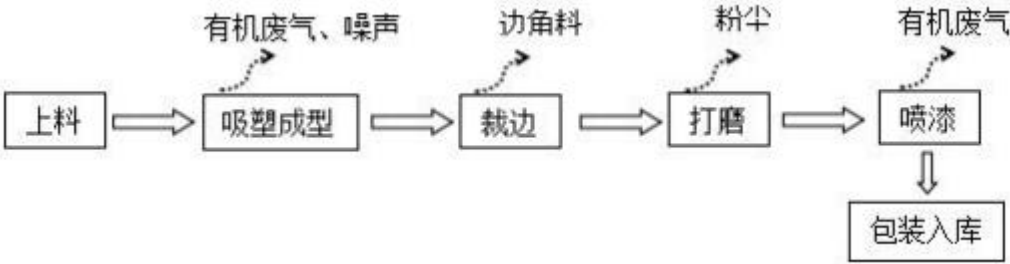 有机废气、噪声
边角料
粉尘
有机废气
上料
吸塑成型
裁边
打磨
喷漆
包装入库